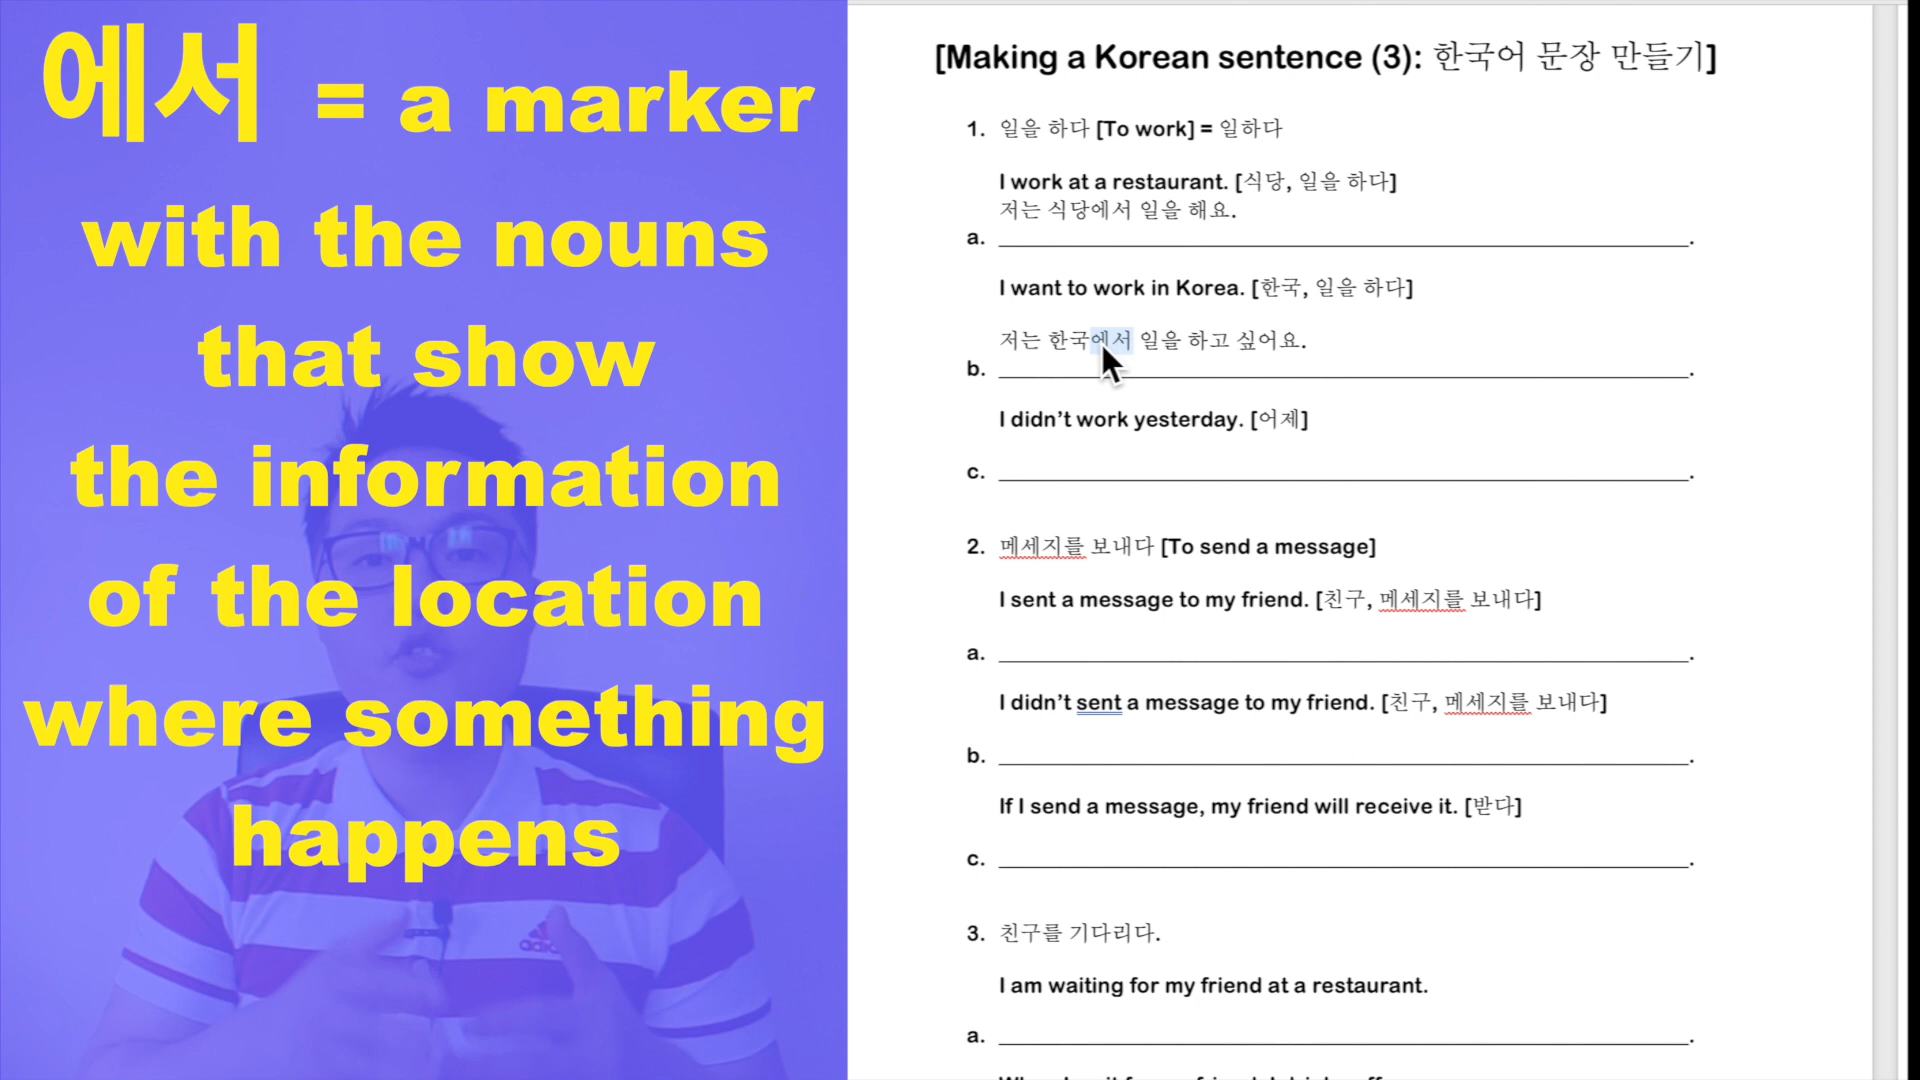 에서 = a marker
with the nouns
that show
the information
of the location
where something
happens
[Making a Korean sentence (3): 한국어 문장 만들기]
1. 일을 하다 [To work] = 일하다
I work at a restaurant. [식당, 일을 하다]
저는 식당에서 일을 해요.
a. .
I want to work in Korea. [한국, 일을 하다]
저는 한국에서 일을 하고 싶어요.
b. .
I didn’t work yesterday. [어제]
c. .
2. 메세지를 보내다 [To send a message]
I sent a message to my friend. [친구, 메세지를 보내다]
a. .
I didn’t sent a message to my friend. [친구, 메세지를 보내다]
b. .
If I send a message, my friend will receive it. [받다]
c. .
3. 친구를 기다리다.
I am waiting for my friend at a restaurant.
a. .